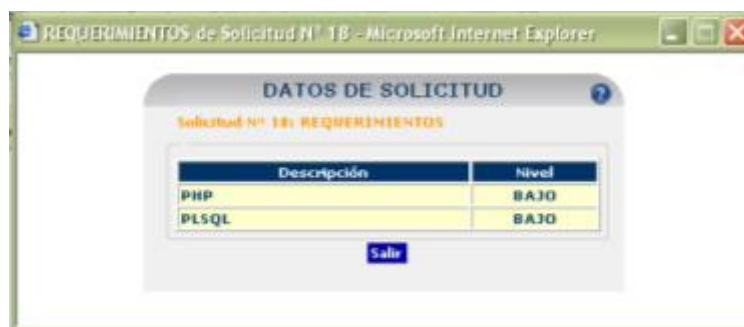 REQUERIMIENTOS de Solicitud N° 18 - Microsoft Internet Explorer
DATOS DE SOLICITUD
Solicitud Nº 18: REQUERIMIENTOS
Descripción Nivel
PHP BAJO
PLSQL BAJO
Salir